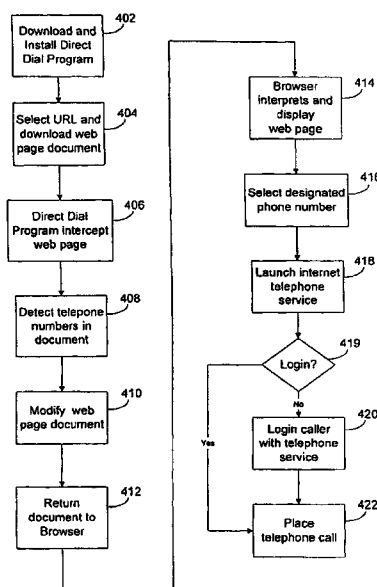 Download and
Install Direct
Dial Program
402
Select URL and
download web
page document
404
Direct Dial
Program intercept
web page
406
Detect telepone
numbers in
document
408
Modify web
page document
410
Return
document to
Browser
412
Browser
interprets and
display
web page
414
Select designated
phone number
416
Launch internet
telephone
service
418
Login?
419
Yes
No
Login caller
with telephone
service
420
Place
telephone call
422